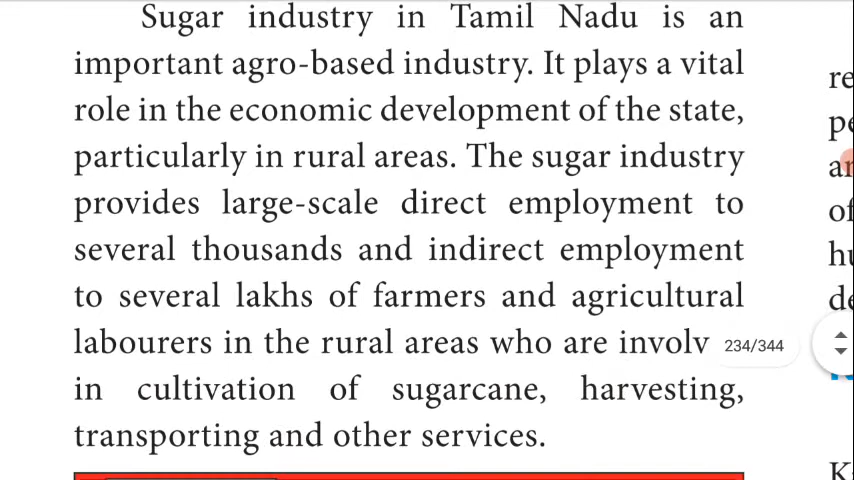 Sugar industry in Tamil Nadu is an
important agro-based industry. It plays a vital
role in the economic development of the state,
particularly in rural areas. The sugar industry
provides large-scale direct employment to
several thousands and indirect employment
to several lakhs of farmers and agricultural
labourers in the rural areas who are involv
in cultivation of sugarcane, harvesting,
transporting and other services.
234/344
re
pe
of